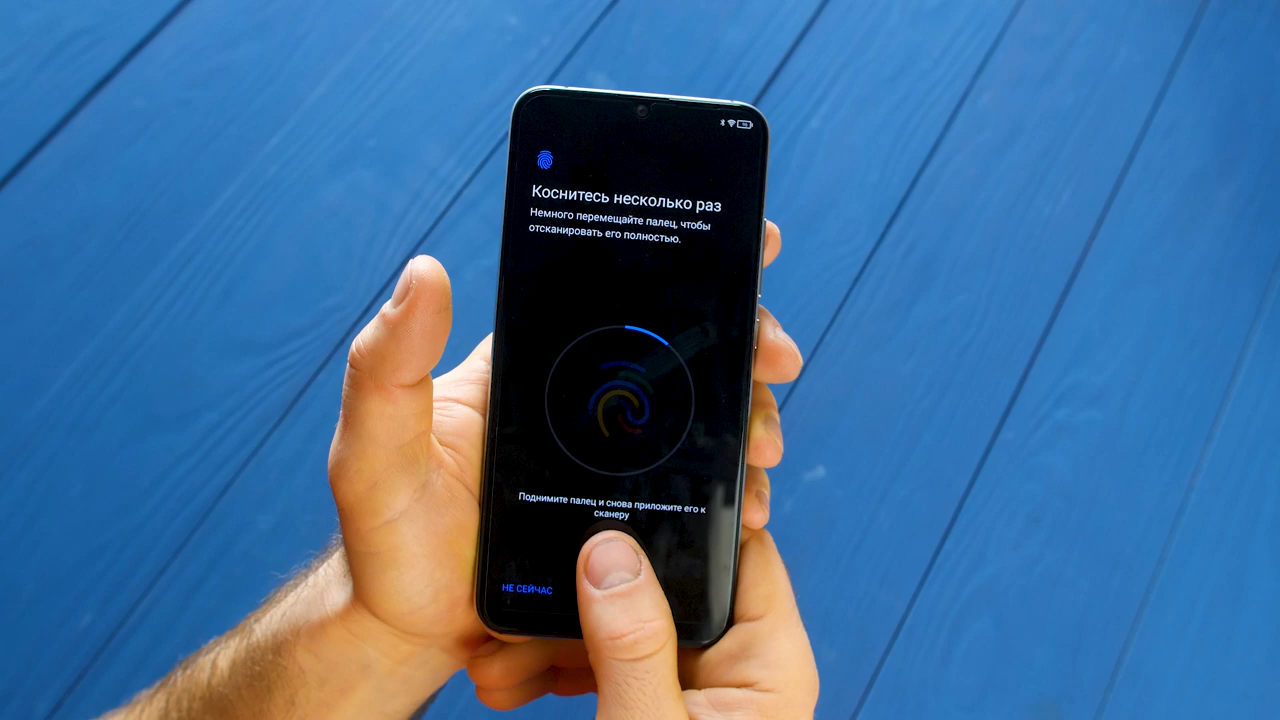 Коснитесь несколько раз
Немного перемещайте палец, чтобы
отсканировать его полностью.
Поднимите палец и снова приложите его к
сканеру
НЕ СЕЙЧАС